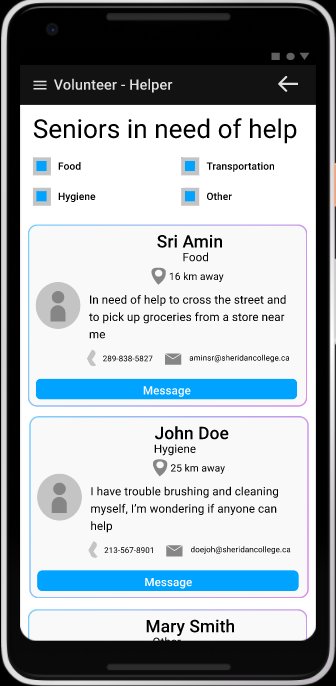 Volunteer - Helper
Seniors in need of help
Food
Transportation
Hygiene
Other
Sri Amin
Food
16 km away
In need of help to cross the street and
to pick up groceries from a store near
me
289-838-5827 aminsr@sheridancollege.ca
Message
John Doe
Hygiene
25 km away
I have trouble brushing and cleaning
myself, I'm wondering if anyone can
help
213-567-8901 doejoh@sheridancollege.ca
Message
Mary Smith
Other